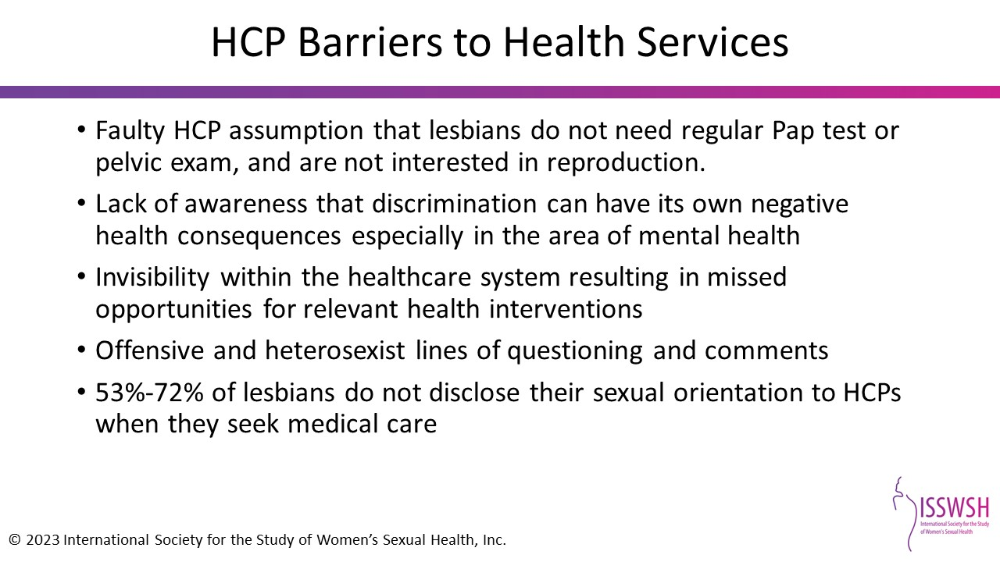 HCP Barriers to Health Services
• Faulty HCP assumption that lesbians do not need regular Pap test or
pelvic exam, and are not interested in reproduction.
• Lack of awareness that discrimination can have its own negative
health consequences especially in the area of mental health
• Invisibility within the healthcare system resulting in missed
opportunities for relevant health interventions
• Offensive and heterosexist lines of questioning and comments
• 53%-72% of lesbians do not disclose their sexual orientation to HCPs
when they seek medical care
ISSWSH
International Society for the Study
of Women's Sexual Health
© 2023 International Society for the Study of Women’s Sexual Health, Inc.